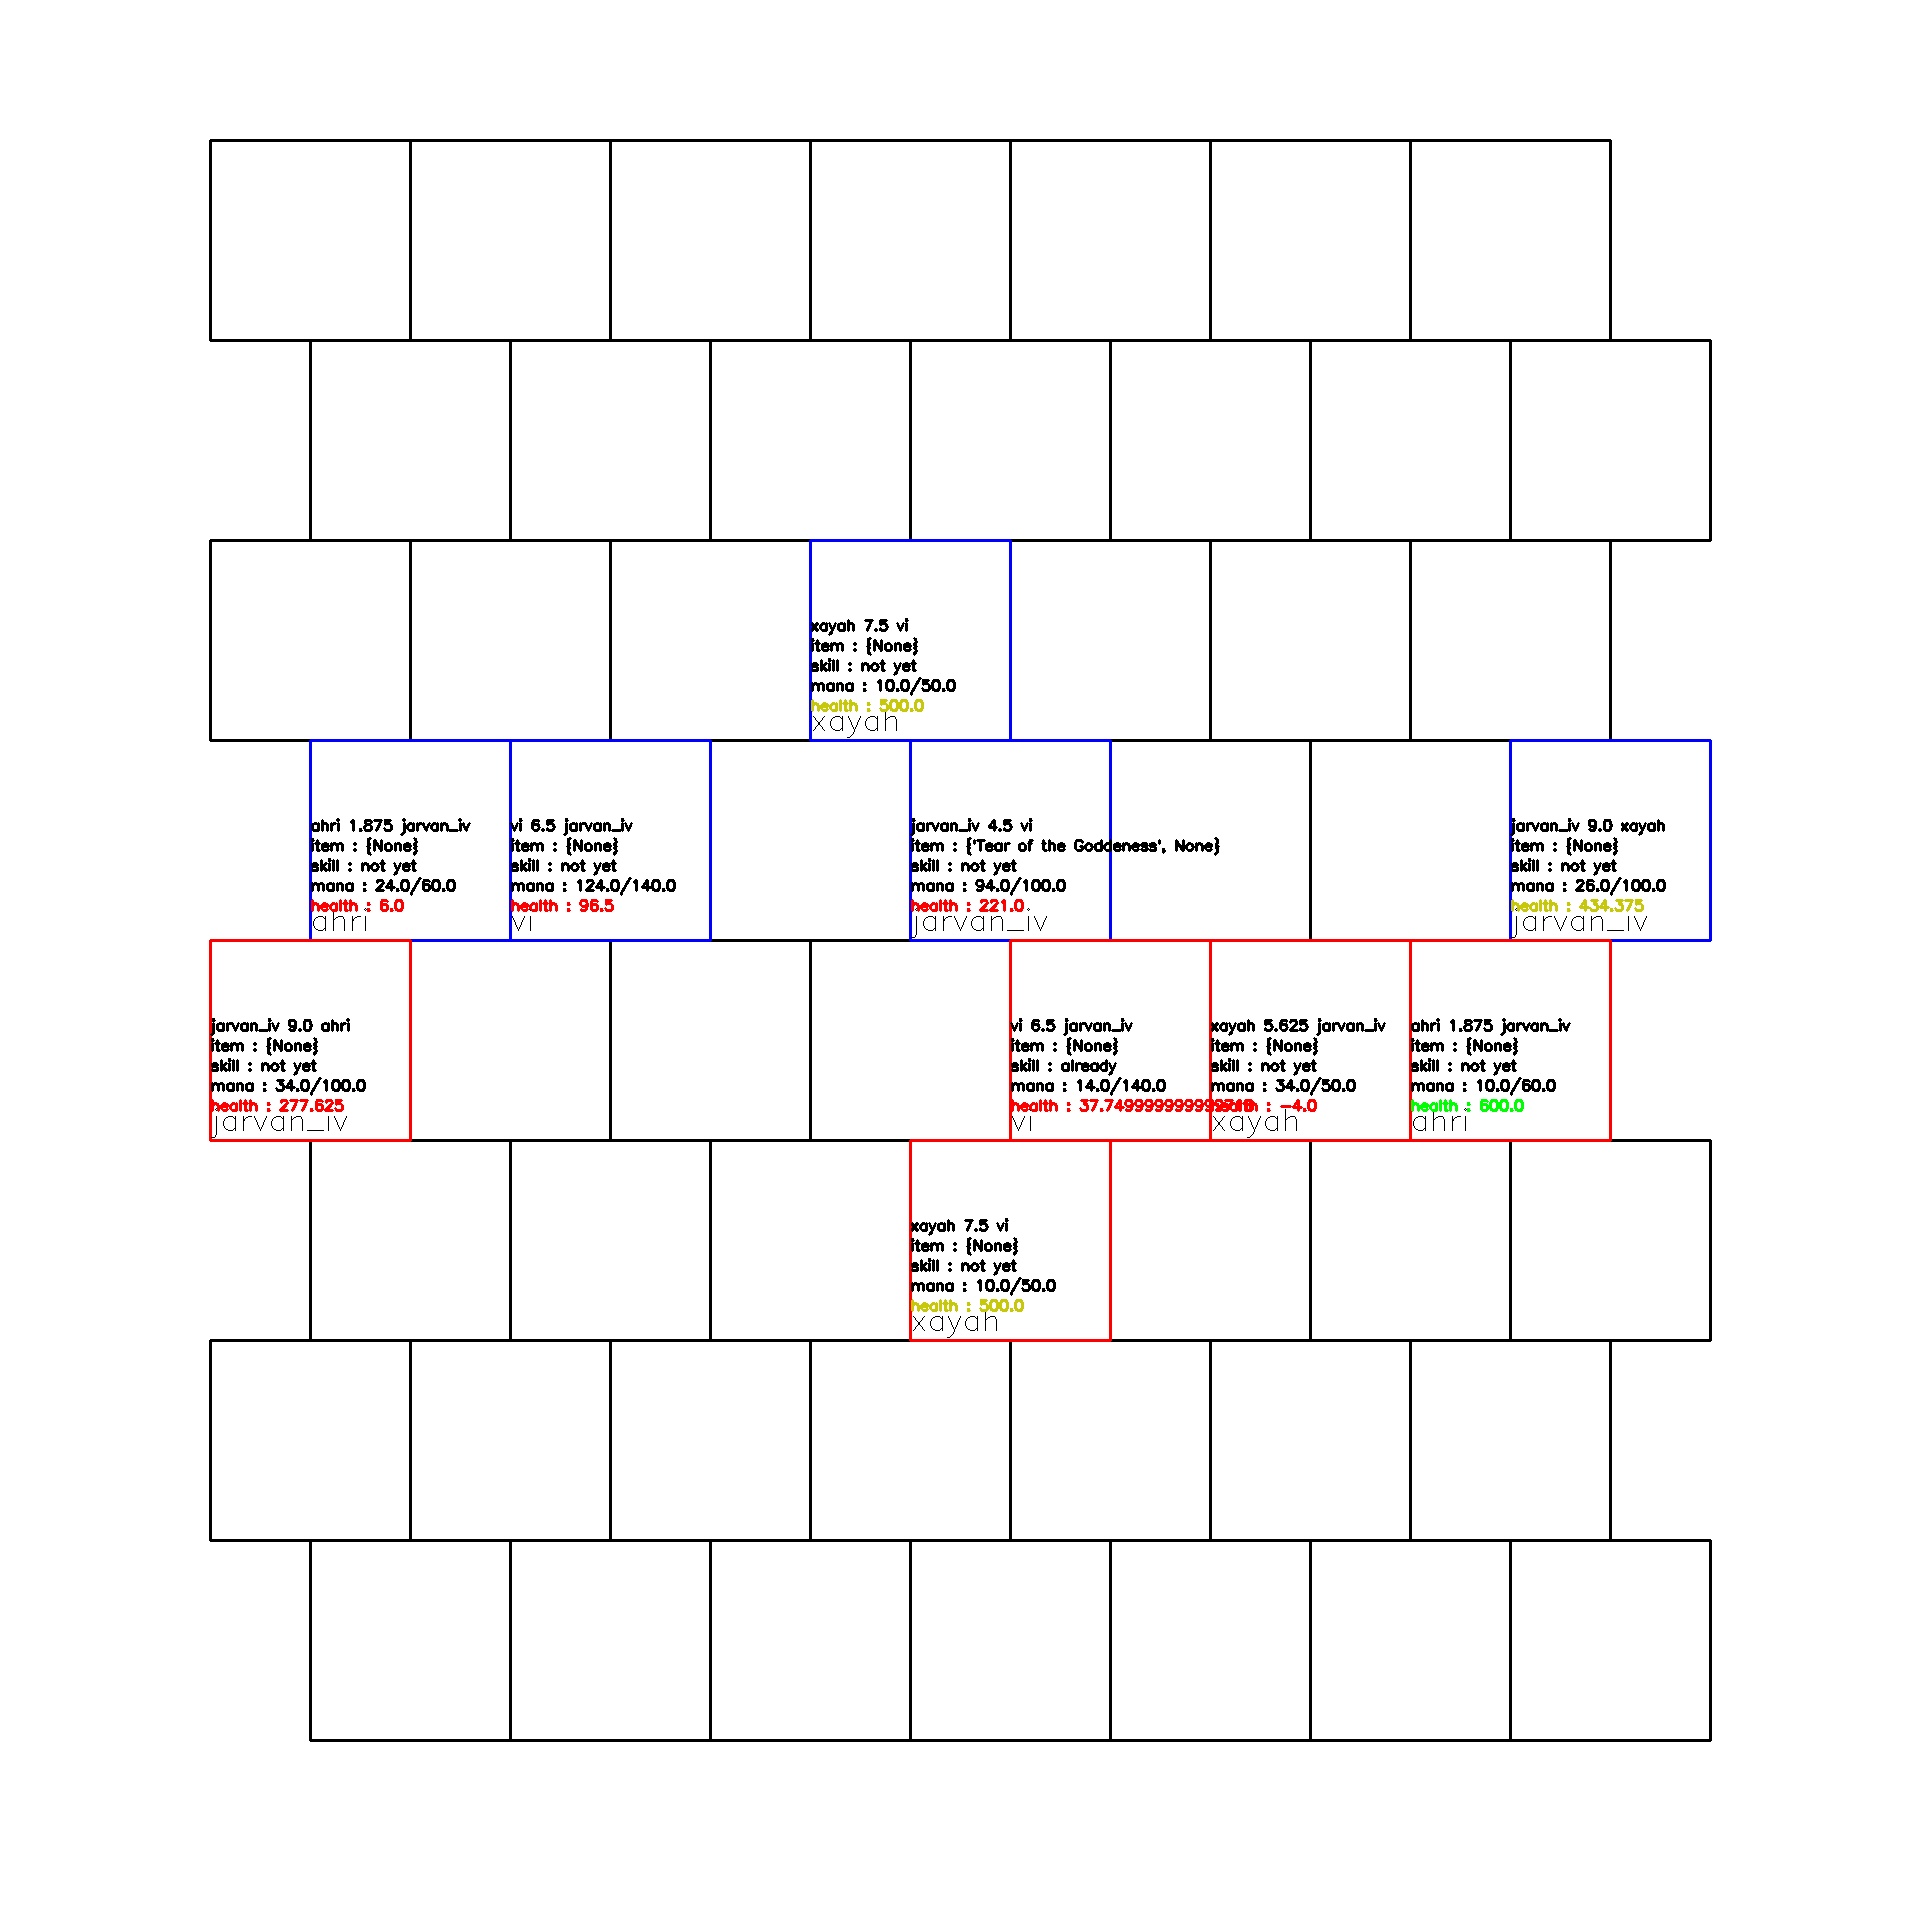 xayah 7.5 vi
item : {None}
skill : not yet
mana : 10.0/50.0
health : 500.0
xayah
ahri 1.875 jarvan_iv
item : {None}
skill : not yet
mana : 24.0/60.0
health : 6.0
ahri
vi 6.5 jarvan_iv
item : {None}
skill : not yet
mana : 124.0/140.0
health : 96.5
vi
jarvan_iv 4.5 vi
item : {'Tear of the Goddeness', None}
skill : not yet
mana : 94.0/100.0
health : 221.0
jarvan_iv
jarvan_iv 9.0 xayah
item : {None}
skill : not yet
mana : 26.0/100.0
health : 434.375
jarvan_iv
jarvan_iv 9.0 ahri
item : {None}
skill : not yet
mana : 34.0/100.0
health : 277.625
jarvan_iv
vi 6.5 jarvan_iv
item : {None}
skill : already
mana : 14.0/140.0
health :
vi
xayah 5.625 jarvan_iv
item : {None}
skill : not yet
mana : 34.0/50.0
health : -4.0
xayah
ahri 1.875 jarvan_iv
item : {None}
skill : not yet
mana : 10.0/60.0
health : 600.0
ahri
xayah 7.5 vi
item : {None}
skill : not yet
mana : 10.0/50.0
health : 500.0
xayah